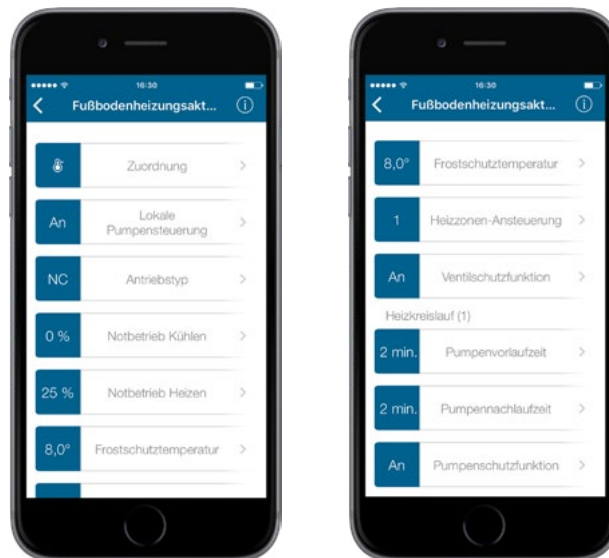 16:30
Fußbodenheizungsakt...
Zuordnung
An
Lokale
Pumpensteuerung
NC
Antriebstyp
0 %
Notbetrieb Kühlen
25 %
Notbetrieb Heizen
8,0°
Frostschutztemperatur
16:30
Fußbodenheizungsakt...
8,0°
Frostschutztemperatur
1
Heizzonen-Ansteuerung
An
Ventilschutzfunktion
Heizkreislauf (1)
2 min.
Pumpenvorlaufzeit
2 min.
Pumpennachlaufzeit
An
Pumpenschutzfunktion